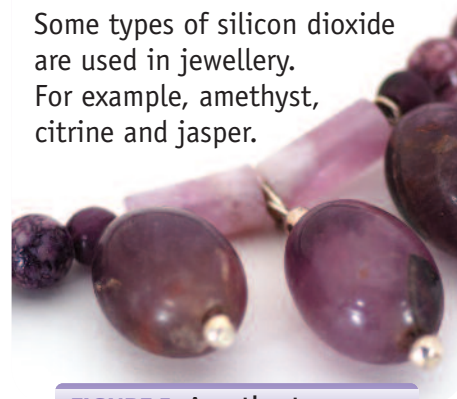 Some types of silicon dioxide
are used in jewellery.
For example, amethyst,
citrine and jasper.